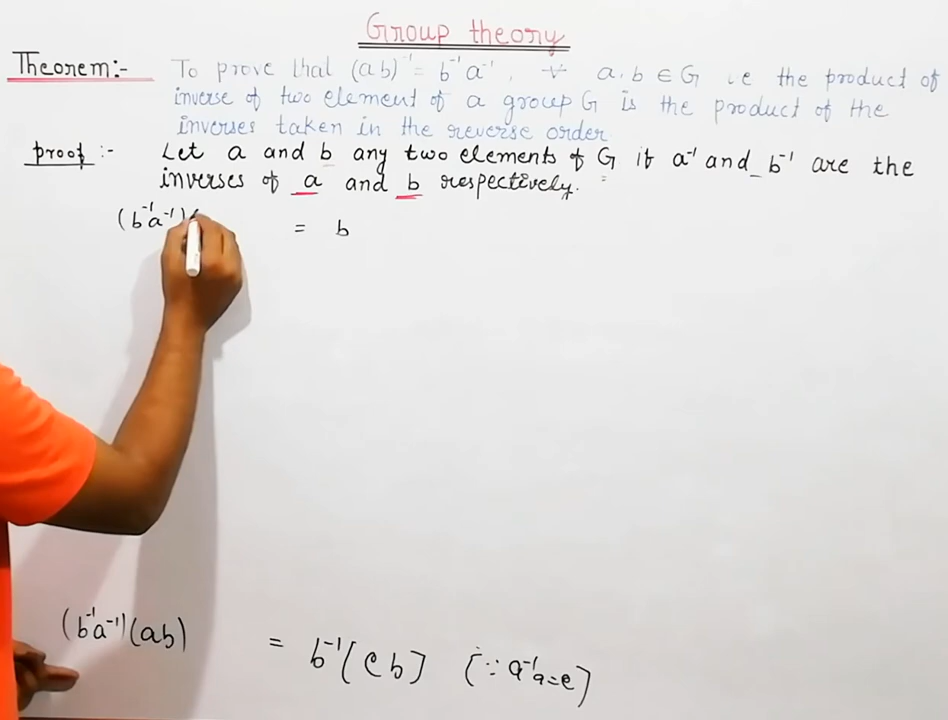 Group theory
Theorem:- To prove that (ab)⁻¹ = b⁻¹a⁻¹, ∀ a.b ∈ G i.e the product of
inverse of two element of a group G is the product of the
inverses taken in the reverse order
proof :- Let a and b any two elements of G if a⁻¹ and b⁻¹ are the
inverses of a and b respectively.
(b⁻¹a⁻¹)( = b
(b⁻¹a⁻¹)(ab) = b⁻¹(eb) (∵ a⁻¹a=e)